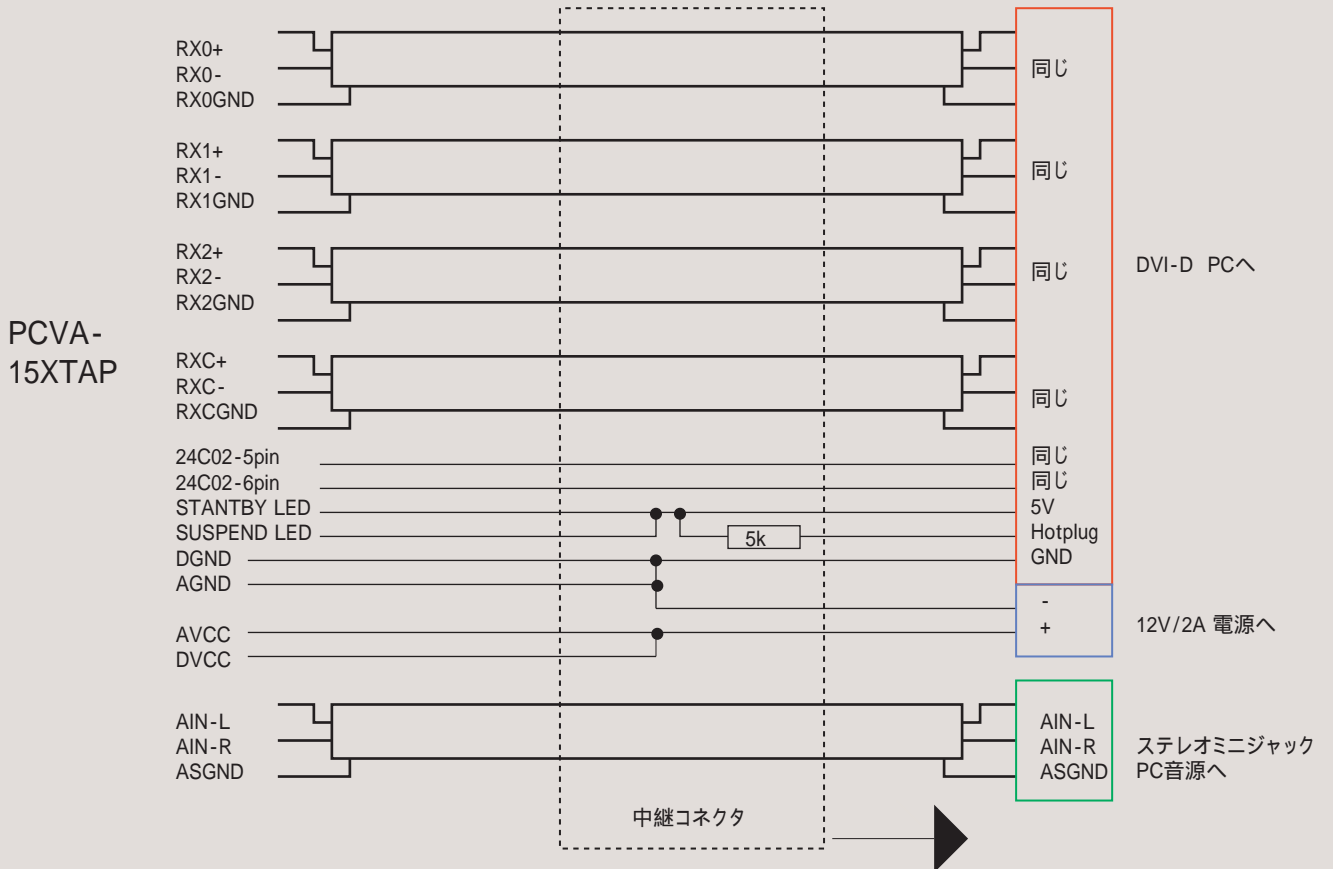 PCVA-
15XTAP
RX0+
RX0-
RX0GND
同じ
RX1+
RX1-
RX1GND
同じ
RX2+
RX2-
RX2GND
同じ
DVI-D PCへ
RXC+
RXC-
RXCGND
同じ
24C02-5pin
同じ
24C02-6pin
同じ
STANTBY LED
5V
SUSPEND LED
5k
Hotplug
DGND
GND
AGND
-
AVCC
+
12V/2A 電源へ
DVCC
AIN-L
AIN-L
AIN-R
AIN-R
ステレオミニジャック
ASGND
ASGND
PC音源へ
中継コネクタ